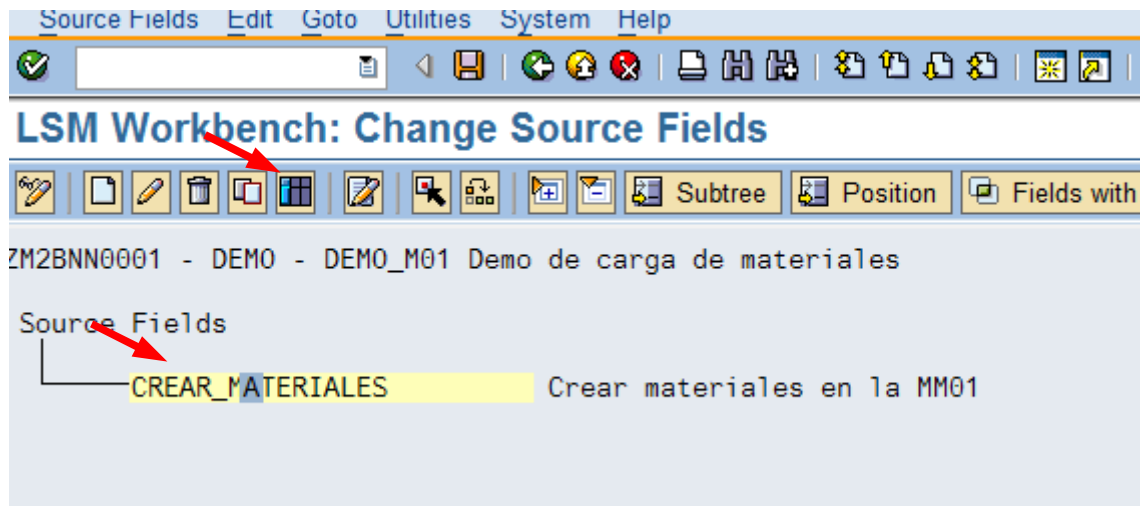 Source Fields Edit Goto Utilities System Help
LSM Workbench: Change Source Fields
Subtree Position Fields with
ZM2BNN0001 - DEMO - DEMO_M01 Demo de carga de materiales
Source Fields
CREAR_MATERIALES Crear materiales en la MM01